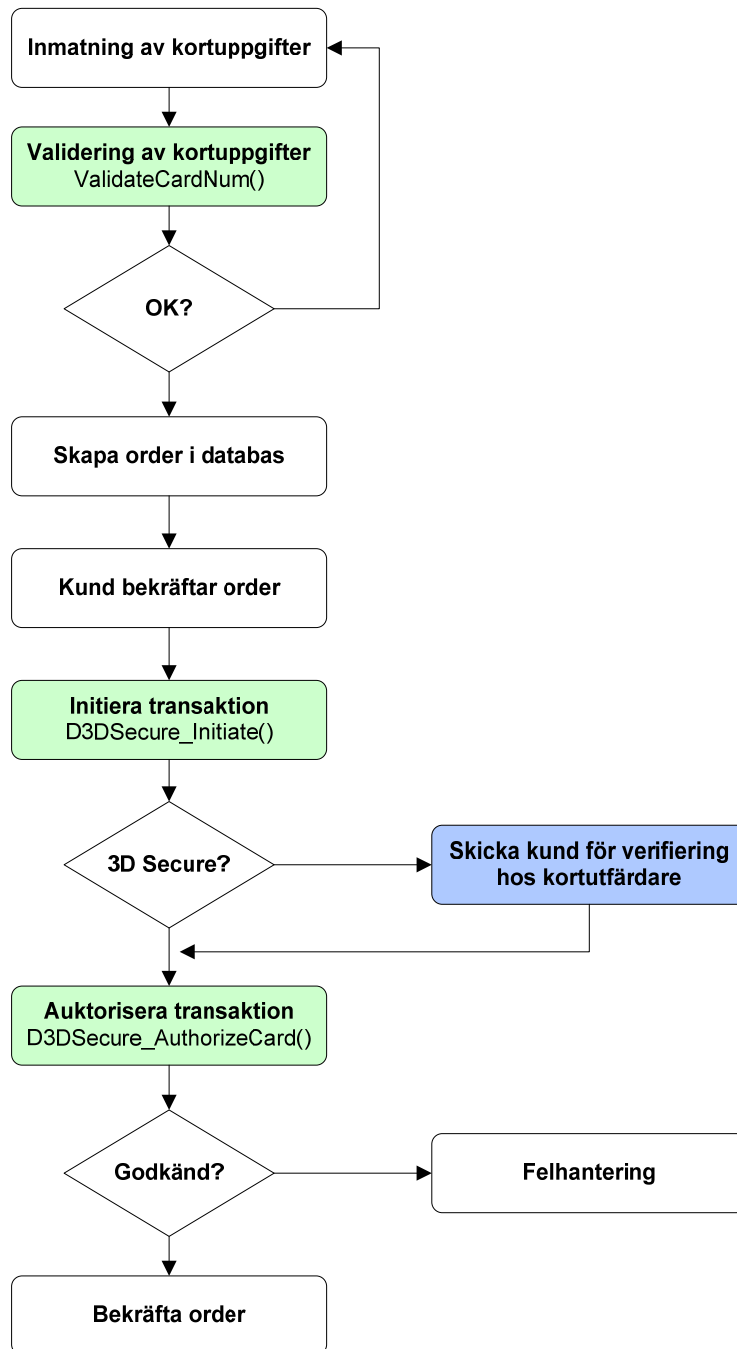 Inmatning av kortuppgifter
Validering av kortuppgifter
ValidateCardNum()
OK?
Skapa order i databas
Kund bekräftar order
Initiera transaktion
D3DSecure_Initiate()
3D Secure?
Skicka kund för verifiering
hos kortutfärdare
Auktorisera transaktion
D3DSecure_AuthorizeCard()
Godkänd?
Felhantering
Bekräfta order